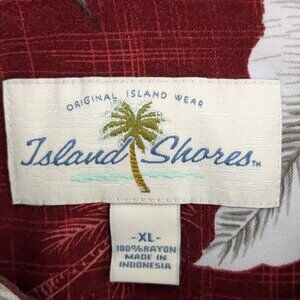 ORIGINAL ISLAND WEAR
Island Shores™
-XL-
100%RAYON
MADE IN
INDONESIA